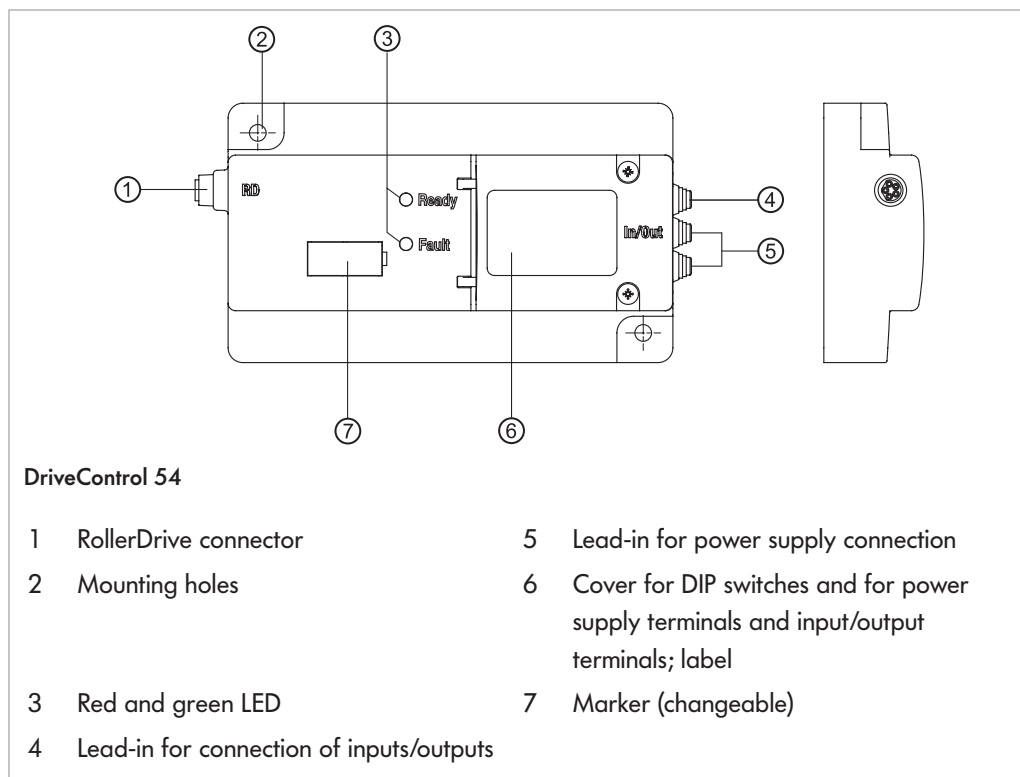 2
3
1
RD
Ready
Fault
In/Out
4
5
7
6
DriveControl 54
1 RollerDrive connector
2 Mounting holes
3 Red and green LED
4 Lead-in for connection of inputs/outputs
5 Lead-in for power supply connection
6 Cover for DIP switches and for power
supply terminals and input/output
terminals; label
7 Marker (changeable)